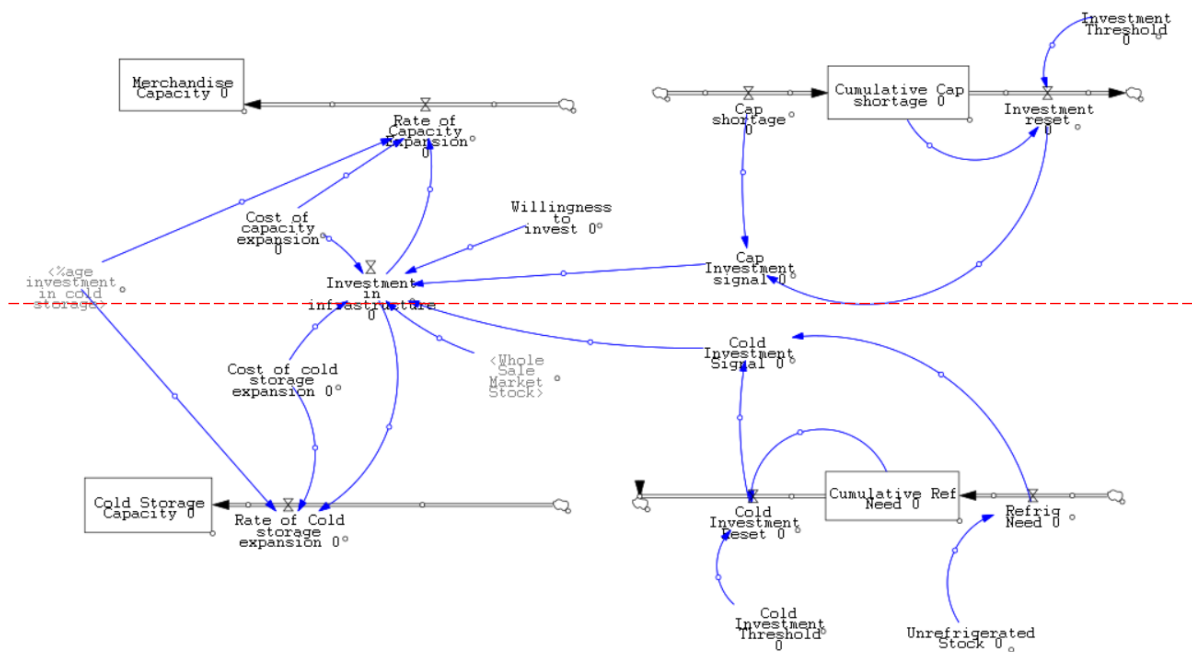 Investment
Threshold
0
Merchandise
Capacity 0
Cumulative Cap
shortage 0
Cap
shortage
0
Investment
reset
0
Rate of
Capacity
Expansion
0
Willingness
to
invest 0
Cost of
capacity
expansion
0
Cap
Investment
signal 0
<%age
investment
in cold
storage>
Investment
in
infrastructure
0
Cold
Investment
Signal 0
<Whole
Sale
Market
Stock>
Cost of cold
storage
expansion 0
Cold Storage
Capacity 0
Rate of Cold
storage
expansion 0
Cumulative Ref
Need 0
Cold
Investment
Reset 0
Refrig
Need 0
Cold
Investment
Threshold
0
Unrefrigerated
Stock 0